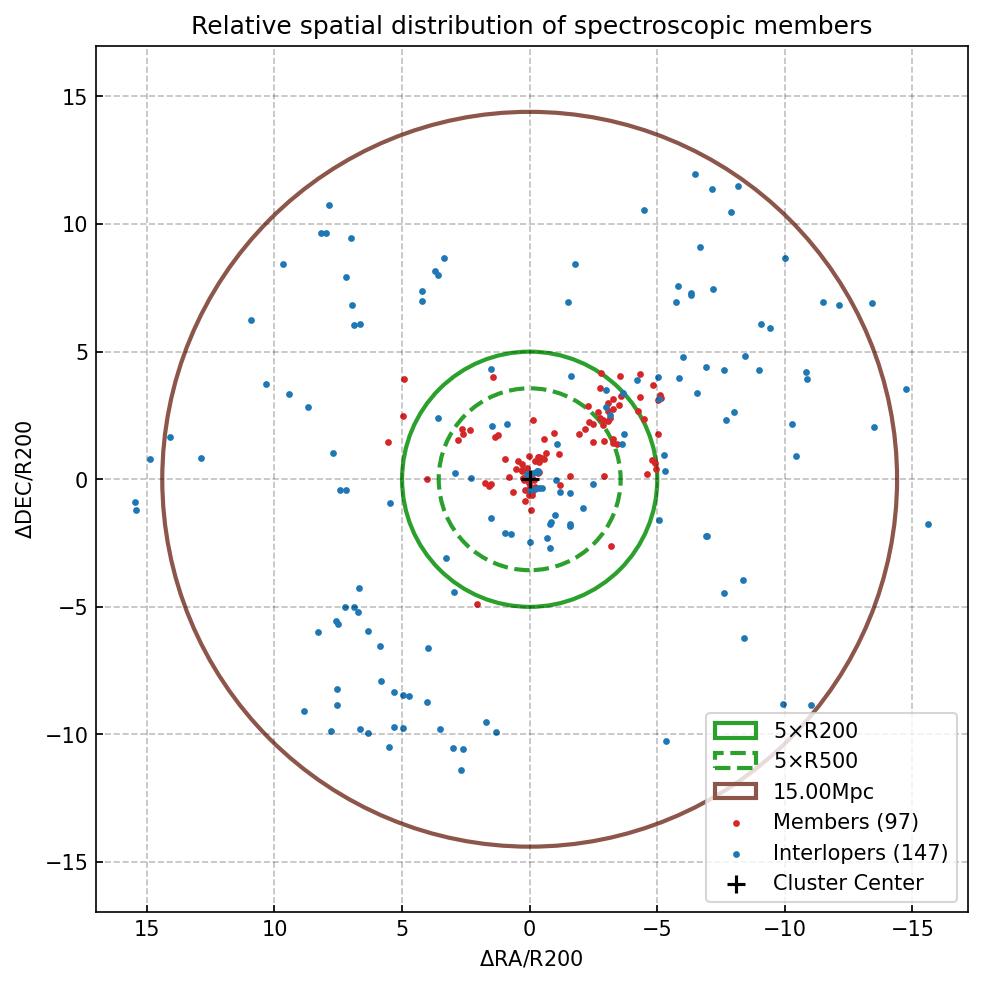 Relative spatial distribution of spectroscopic members
15
10
5
0
−5
−10
−15
ΔDEC/R200
15
10
5
0
−5
−10
−15
ΔRA/R200
5×R200
5×R500
15.00Mpc
Members (97)
Interlopers (147)
Cluster Center